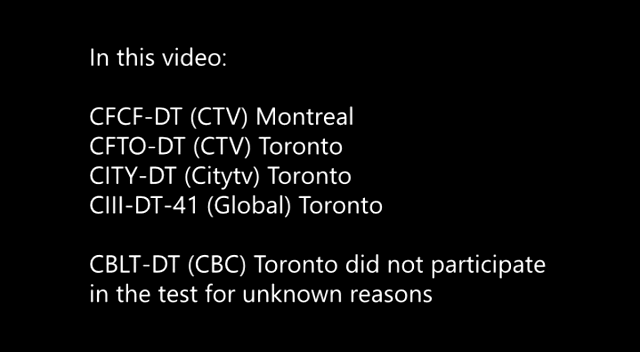 In this video:
CFCF-DT (CTV) Montreal
CFTO-DT (CTV) Toronto
CITY-DT (Citytv) Toronto
CIII-DT-41 (Global) Toronto
CBLT-DT (CBC) Toronto did not participate
in the test for unknown reasons